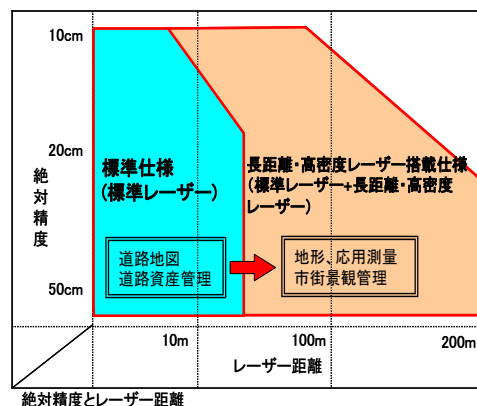 10cm
20cm
50cm
絶対精度
標準仕様
(標準レーザー)
長距離・高密度レーザー搭載仕様
(標準レーザー+長距離・高密度
レーザー)
道路地図
道路資産管理
地形、応用測量
市街景観管理
10m
100m
200m
レーザー距離
絶対精度とレーザー距離